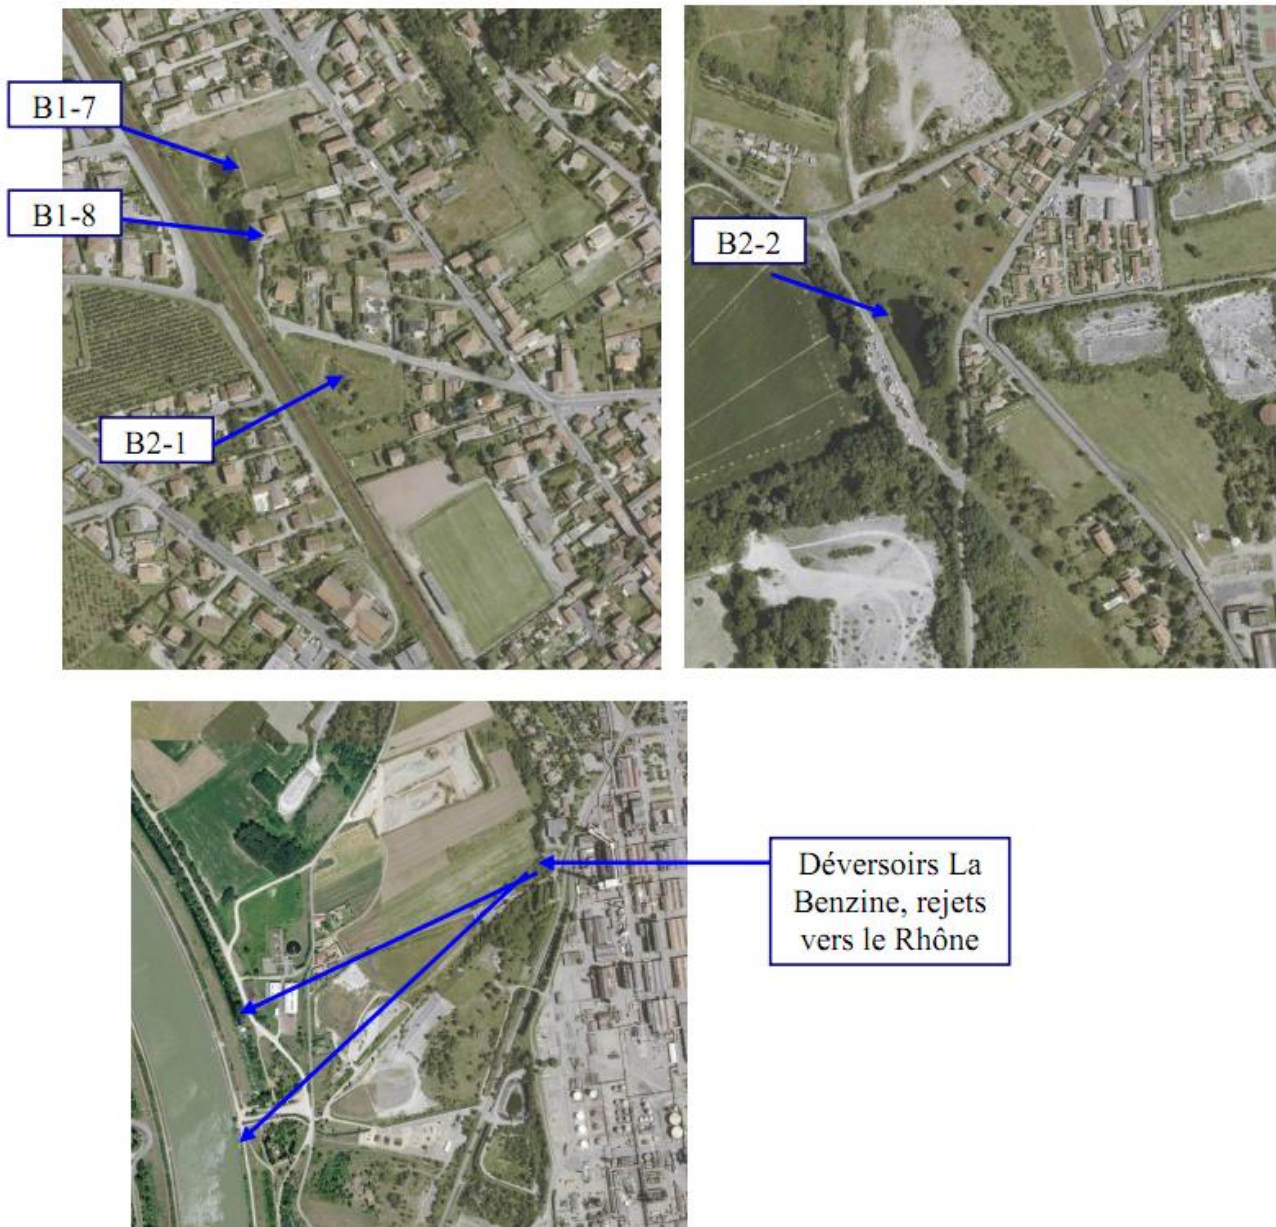 B1-7
B1-8
B2-1
B2-2
Déversoirs La
Benzine, rejets
vers le Rhône